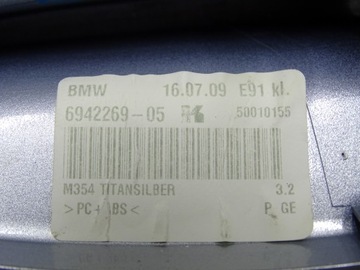 BMW 16.07.09 E91 kl.
6942269-05 50010155
M354 TITANSILBER 3.2
>PC+ABS< P GE